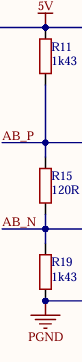 5V
R11
1k43
AB_P
R15
120R
AB_N
R19
1k43
PGND